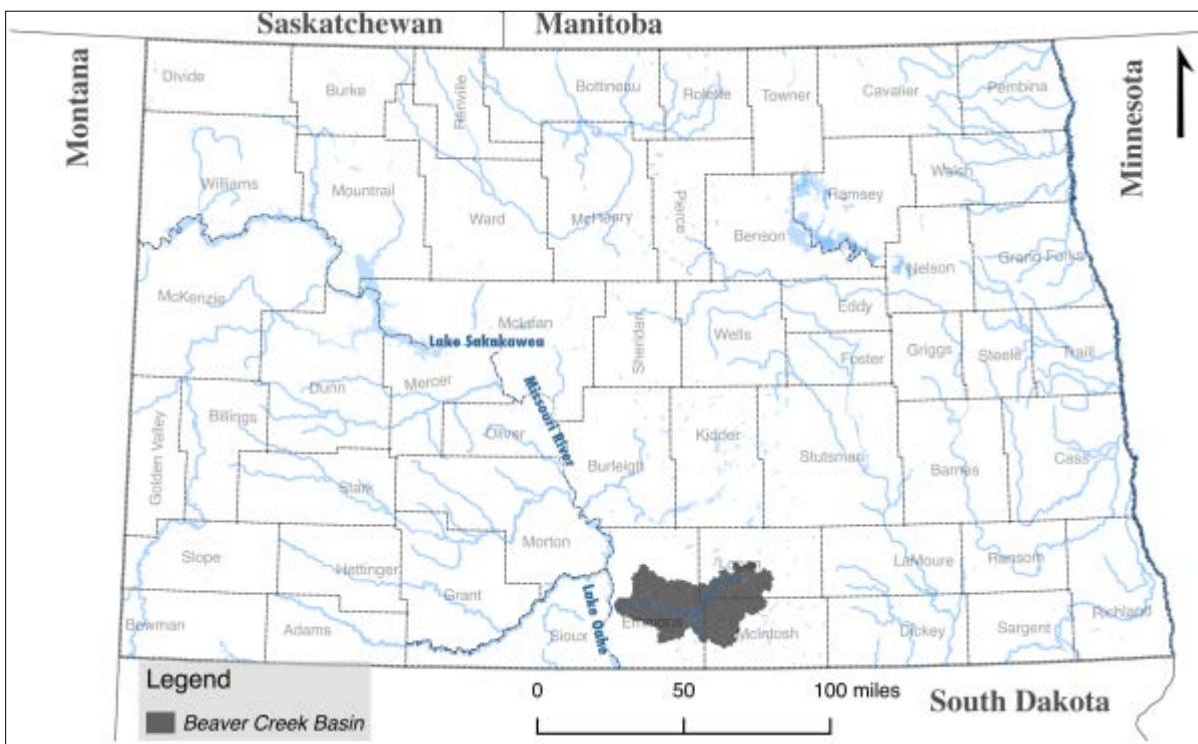 Saskatchewan Manitoba
Montana
Minnesota
Divide
Burke
Renville
Bottineau
Rolette
Towner
Cavalier
Pembina
Williams
Mountrail
Ward
McHenry
Pierce
Benson
Ramsey
Walsh
Nelson
Grand Forks
McKenzie
McLean
Lake Sakakawea
Sheridan
Wells
Eddy
Foster
Griggs
Steele
Traill
Golden Valley
Billings
Dunn
Mercer
Oliver
Missouri River
Burleigh
Kidder
Stutsman
Barnes
Cass
Stark
Morton
Slope
Hettinger
Grant
Logan
LaMoure
Ransom
Bowman
Adams
Sioux
Lake Oahe
Emmons
McIntosh
Dickey
Sargent
Richland
Legend
Beaver Creek Basin
0 50 100 miles
South Dakota